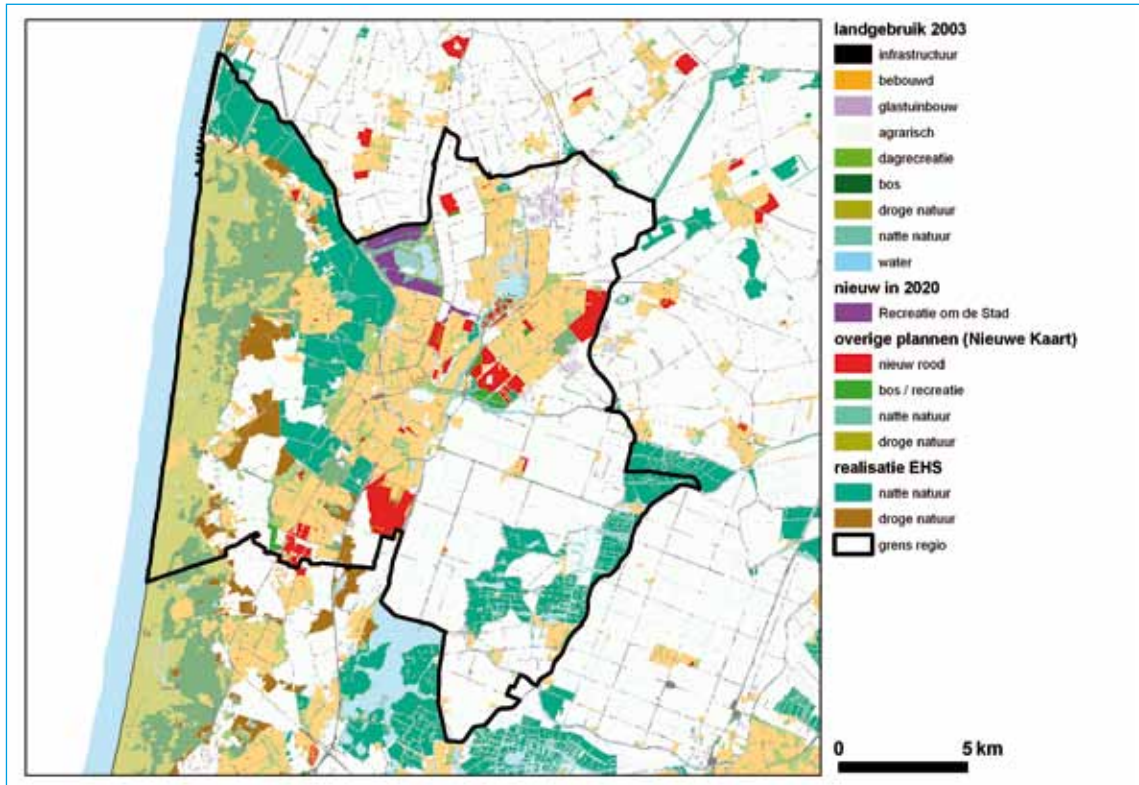 landgebruik 2003
infrastructuur
bebouwd
glastuinbouw
agrarisch
dagrecreatie
bos
droge natuur
natte natuur
water
nieuw in 2020
Recreatie om de Stad
overige plannen (Nieuwe Kaart)
nieuw rood
bos / recreatie
natte natuur
droge natuur
realisatie EHS
natte natuur
droge natuur
grens regio
0 5 km